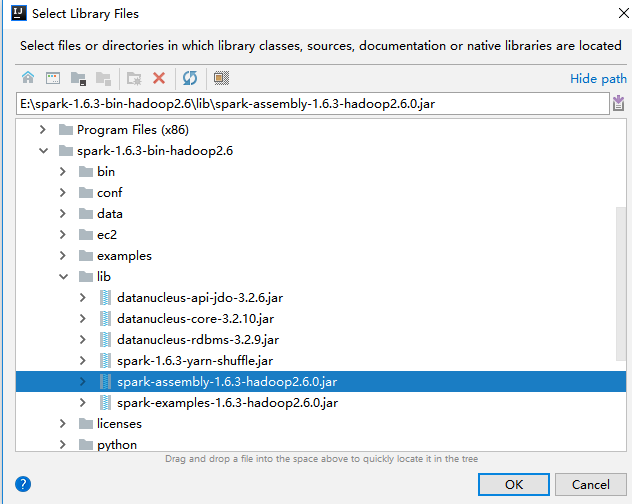 Select Library Files
Select files or directories in which library classes, sources, documentation or native libraries are located
Hide path
E:\spark-1.6.3-bin-hadoop2.6\lib\spark-assembly-1.6.3-hadoop2.6.0.jar
Program Files (x86)
spark-1.6.3-bin-hadoop2.6
bin
conf
data
ec2
examples
lib
datanucleus-api-jdo-3.2.6.jar
datanucleus-core-3.2.10.jar
datanucleus-rdbms-3.2.9.jar
spark-1.6.3-yarn-shuffle.jar
spark-assembly-1.6.3-hadoop2.6.0.jar
spark-examples-1.6.3-hadoop2.6.0.jar
licenses
python
Drag and drop a file into the space above to quickly locate it in the tree
?
OK
Cancel